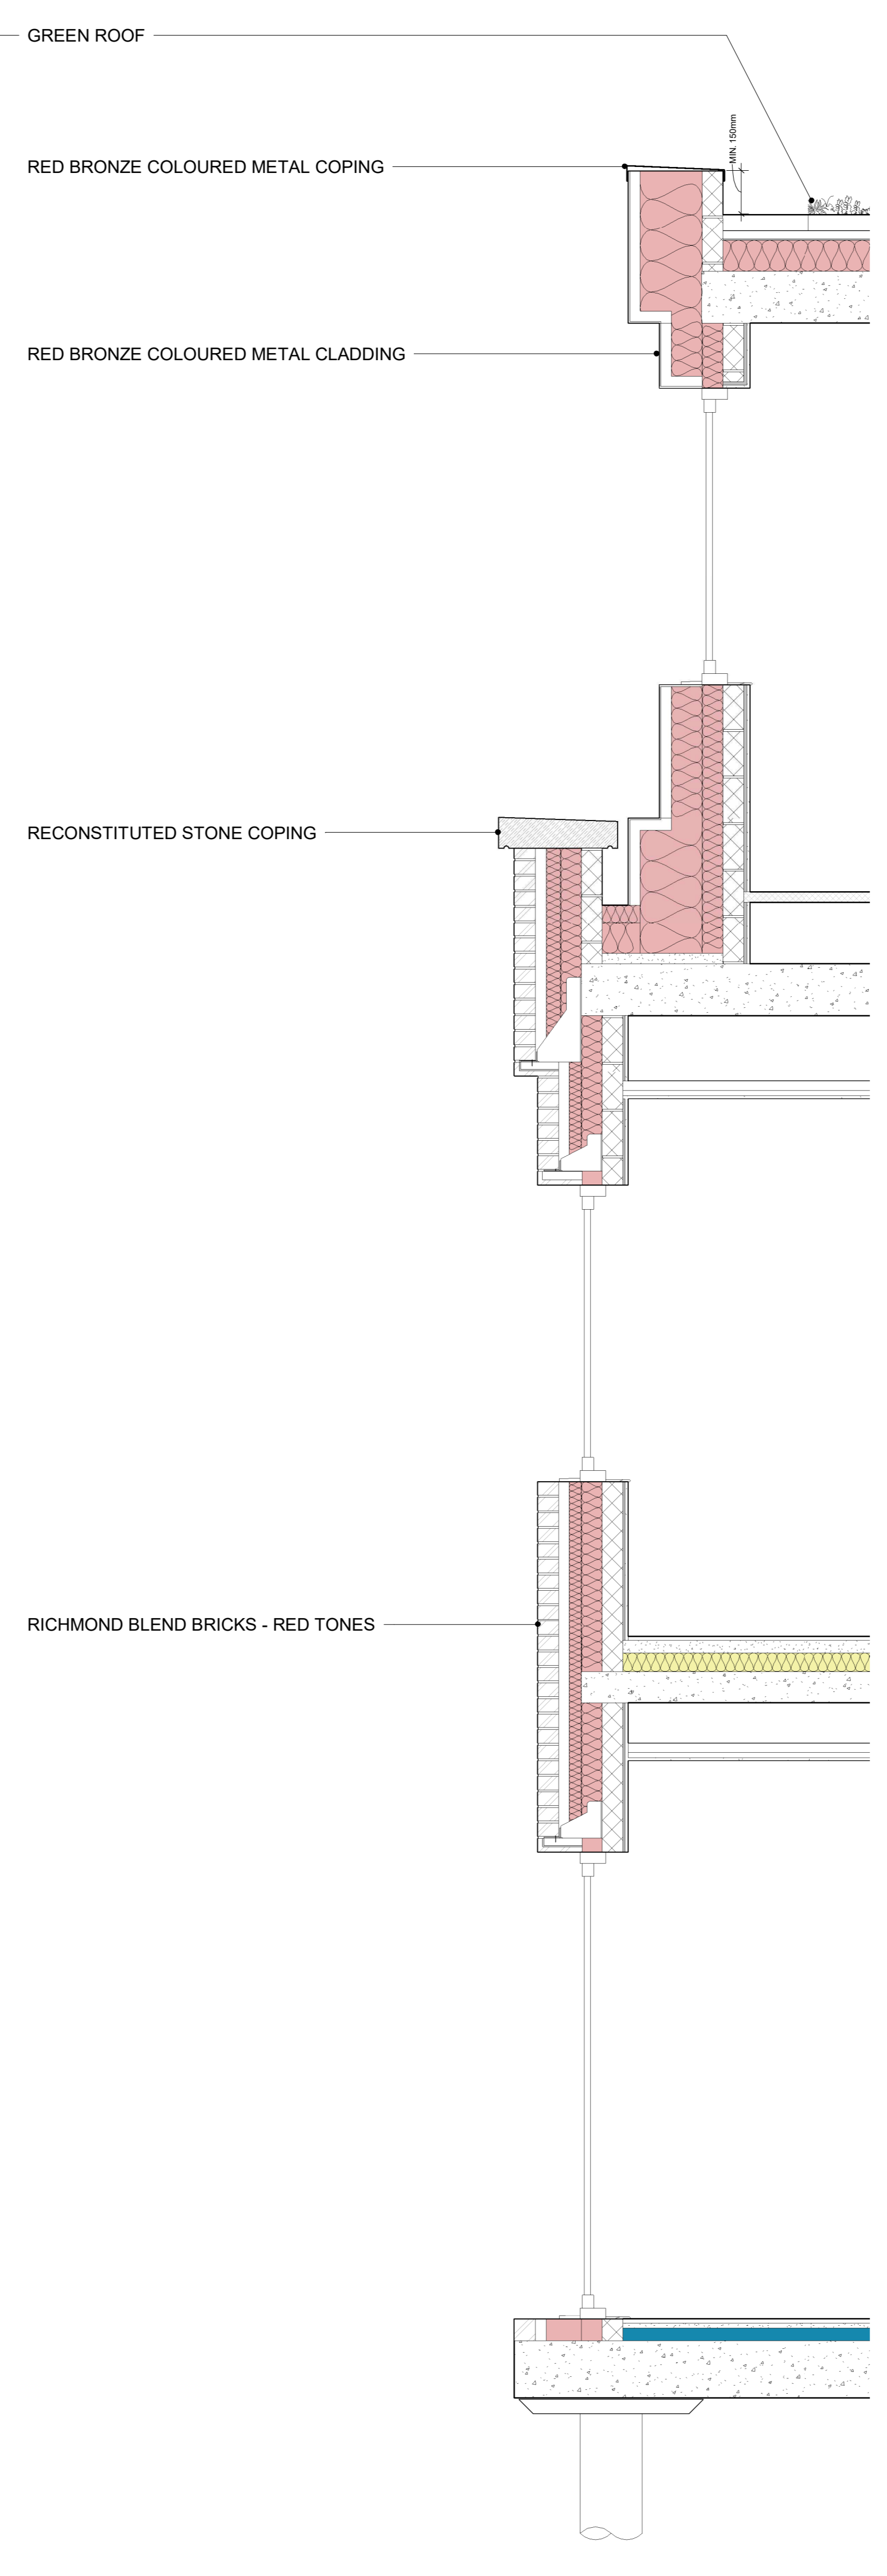 GREEN ROOF
MIN. 150mm
RED BRONZE COLOURED METAL COPING
RED BRONZE COLOURED METAL CLADDING
RECONSTITUTED STONE COPING
RICHMOND BLEND BRICKS - RED TONES